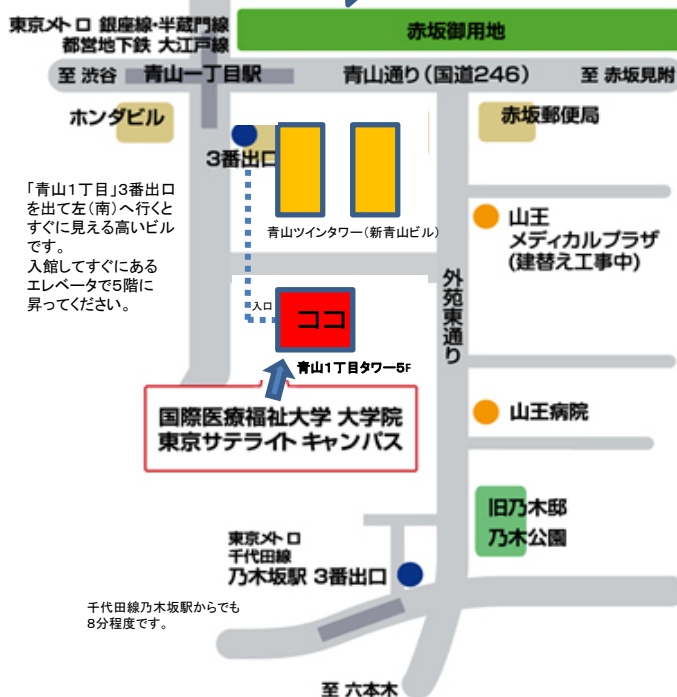 東京メトロ 銀座線・半蔵門線
都営地下鉄 大江戸線
赤坂御用地
至 渋谷
青山一丁目駅
青山通り(国道246)
至 赤坂見附
ホンダビル
3番出口
赤坂郵便局
「青山1丁目」3番出口
を出て左(南)へ行くと
すぐに見える高いビル
です。
入館してすぐにある
エレベータで5階に
昇ってください。
青山ツインタワー(新青山ビル)
山王
メディカルプラザ
(建替え工事中)
外苑東通り
入口
ココ
青山1丁目タワー5F
国際医療福祉大学 大学院
東京サテライト キャンパス
山王病院
旧乃木邸
乃木公園
東京メトロ
千代田線
乃木坂駅 3番出口
千代田線乃木坂駅からでも
8分程度です。
至 六本木